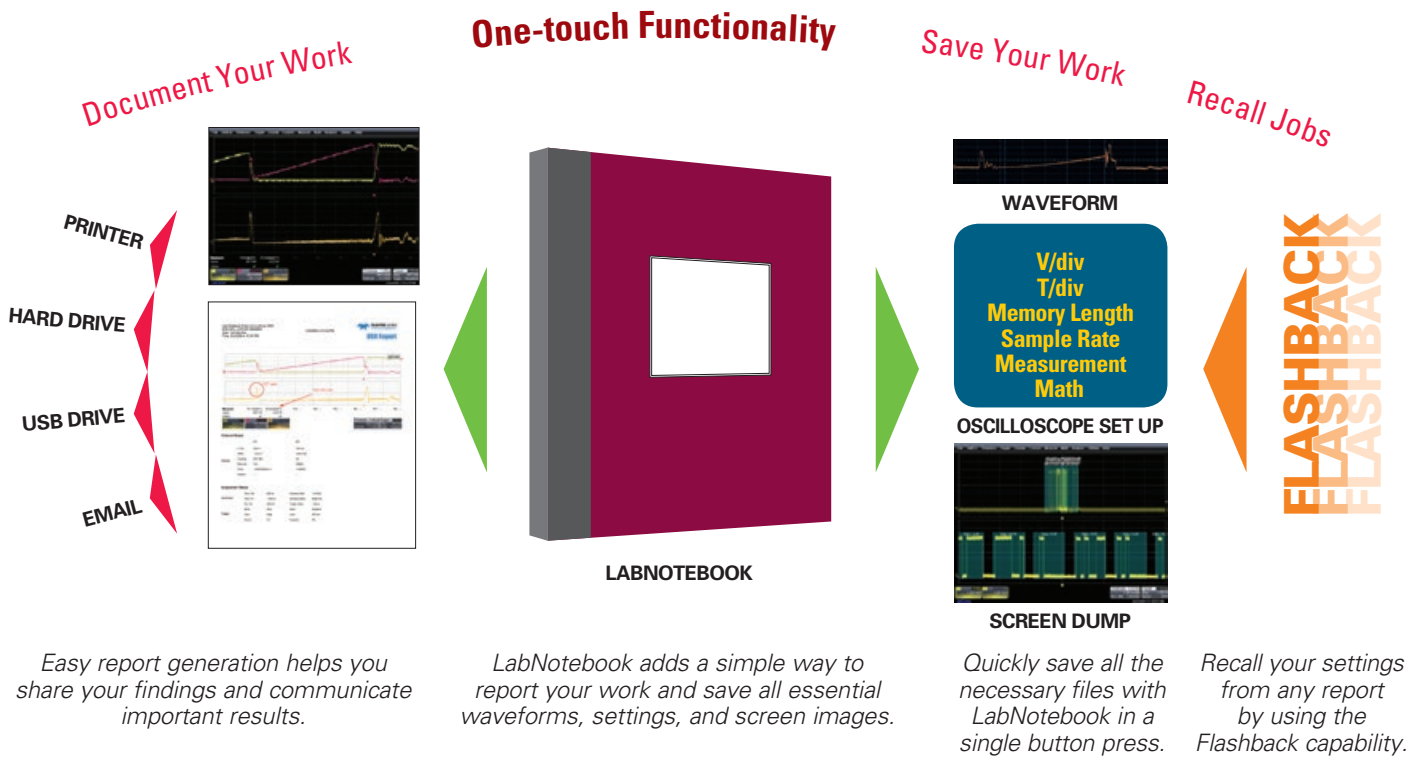 One-touch Functionality
Document Your Work
Save Your Work
Recall Jobs
PRINTER
HARD DRIVE
USB DRIVE
EMAIL
LABNOTEBOOK
WAVEFORM
V/div
T/div
Memory Length
Sample Rate
Measurement
Math
OSCILLOSCOPE SET UP
SCREEN DUMP
FLASHBACK
FLASHBACK
FLASHBACK
Easy report generation helps you
share your findings and communicate
important results.
LabNotebook adds a simple way to
report your work and save all essential
waveforms, settings, and screen images.
Quickly save all the
necessary files with
LabNotebook in a
single button press.
Recall your settings
from any report
by using the
Flashback capability.